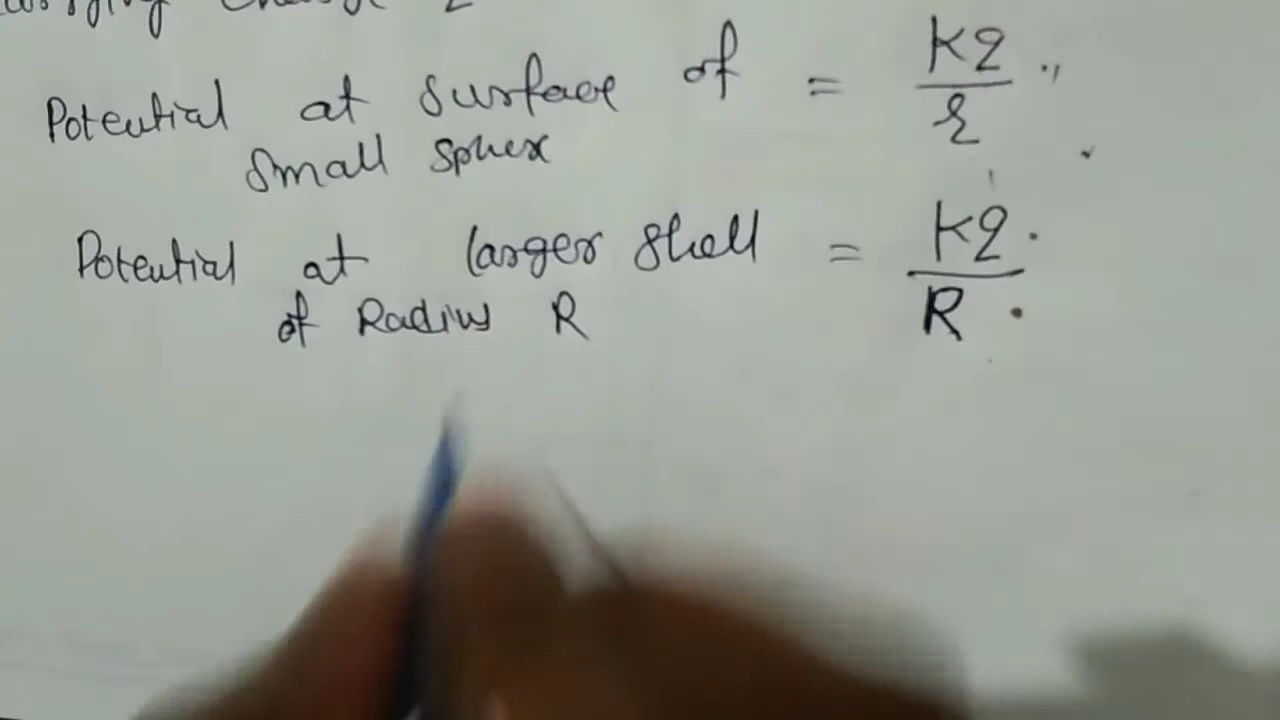 Potential at surface of = Kq/r
small sphere
Potential at larger shell = Kq/R
of Radius R